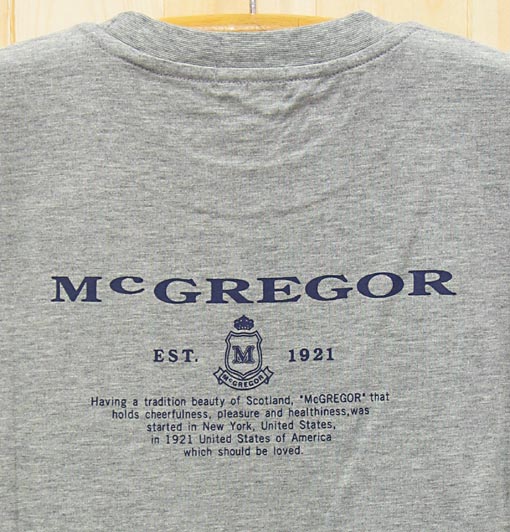 McGREGOR
EST. M 1921
McGREGOR
Having a tradition beauty of Scotland, "McGREGOR" that
holds cheerfulness, pleasure and healthiness,was
started in New York, United States,
in 1921 United States of America
which should be loved.